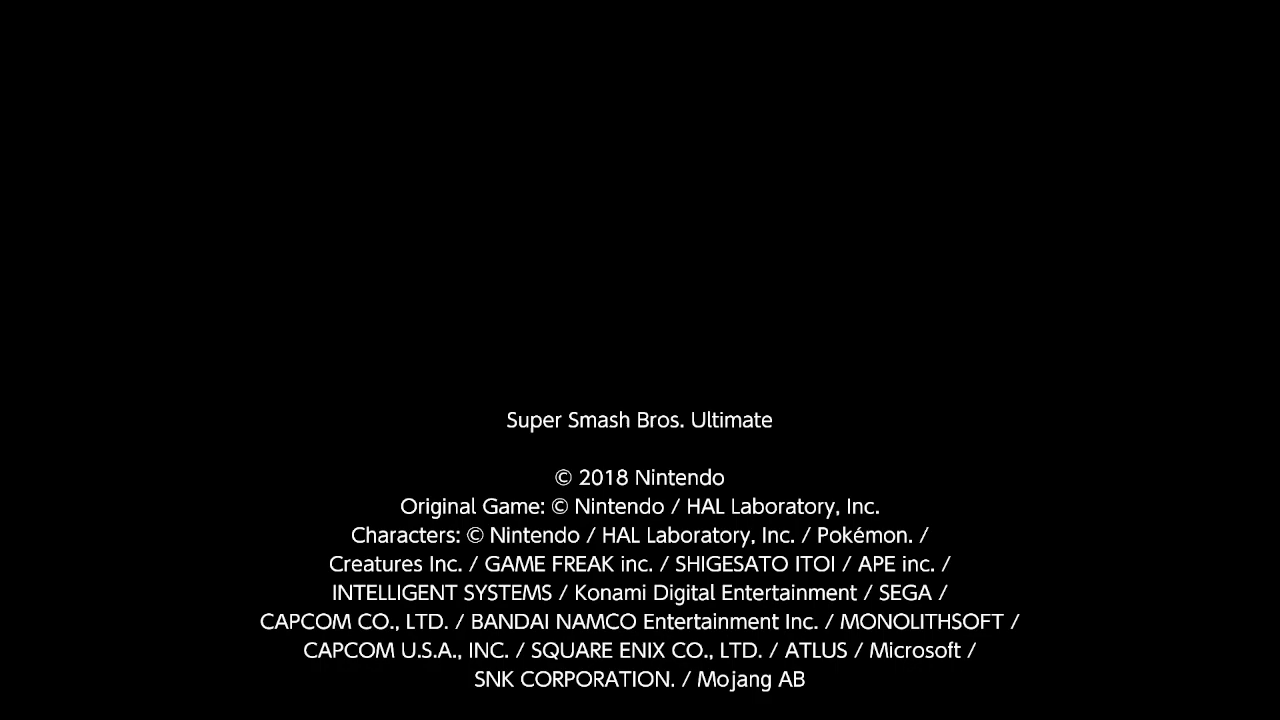 Super Smash Bros. Ultimate
© 2018 Nintendo
Original Game: © Nintendo / HAL Laboratory, Inc.
Characters: © Nintendo / HAL Laboratory, Inc. / Pokémon. /
Creatures Inc. / GAME FREAK inc. / SHIGESATO ITOI / APE inc. /
INTELLIGENT SYSTEMS / Konami Digital Entertainment / SEGA /
CAPCOM CO., LTD. / BANDAI NAMCO Entertainment Inc. / MONOLITHSOFT /
CAPCOM U.S.A., INC. / SQUARE ENIX CO., LTD. / ATLUS / Microsoft /
SNK CORPORATION. / Mojang AB